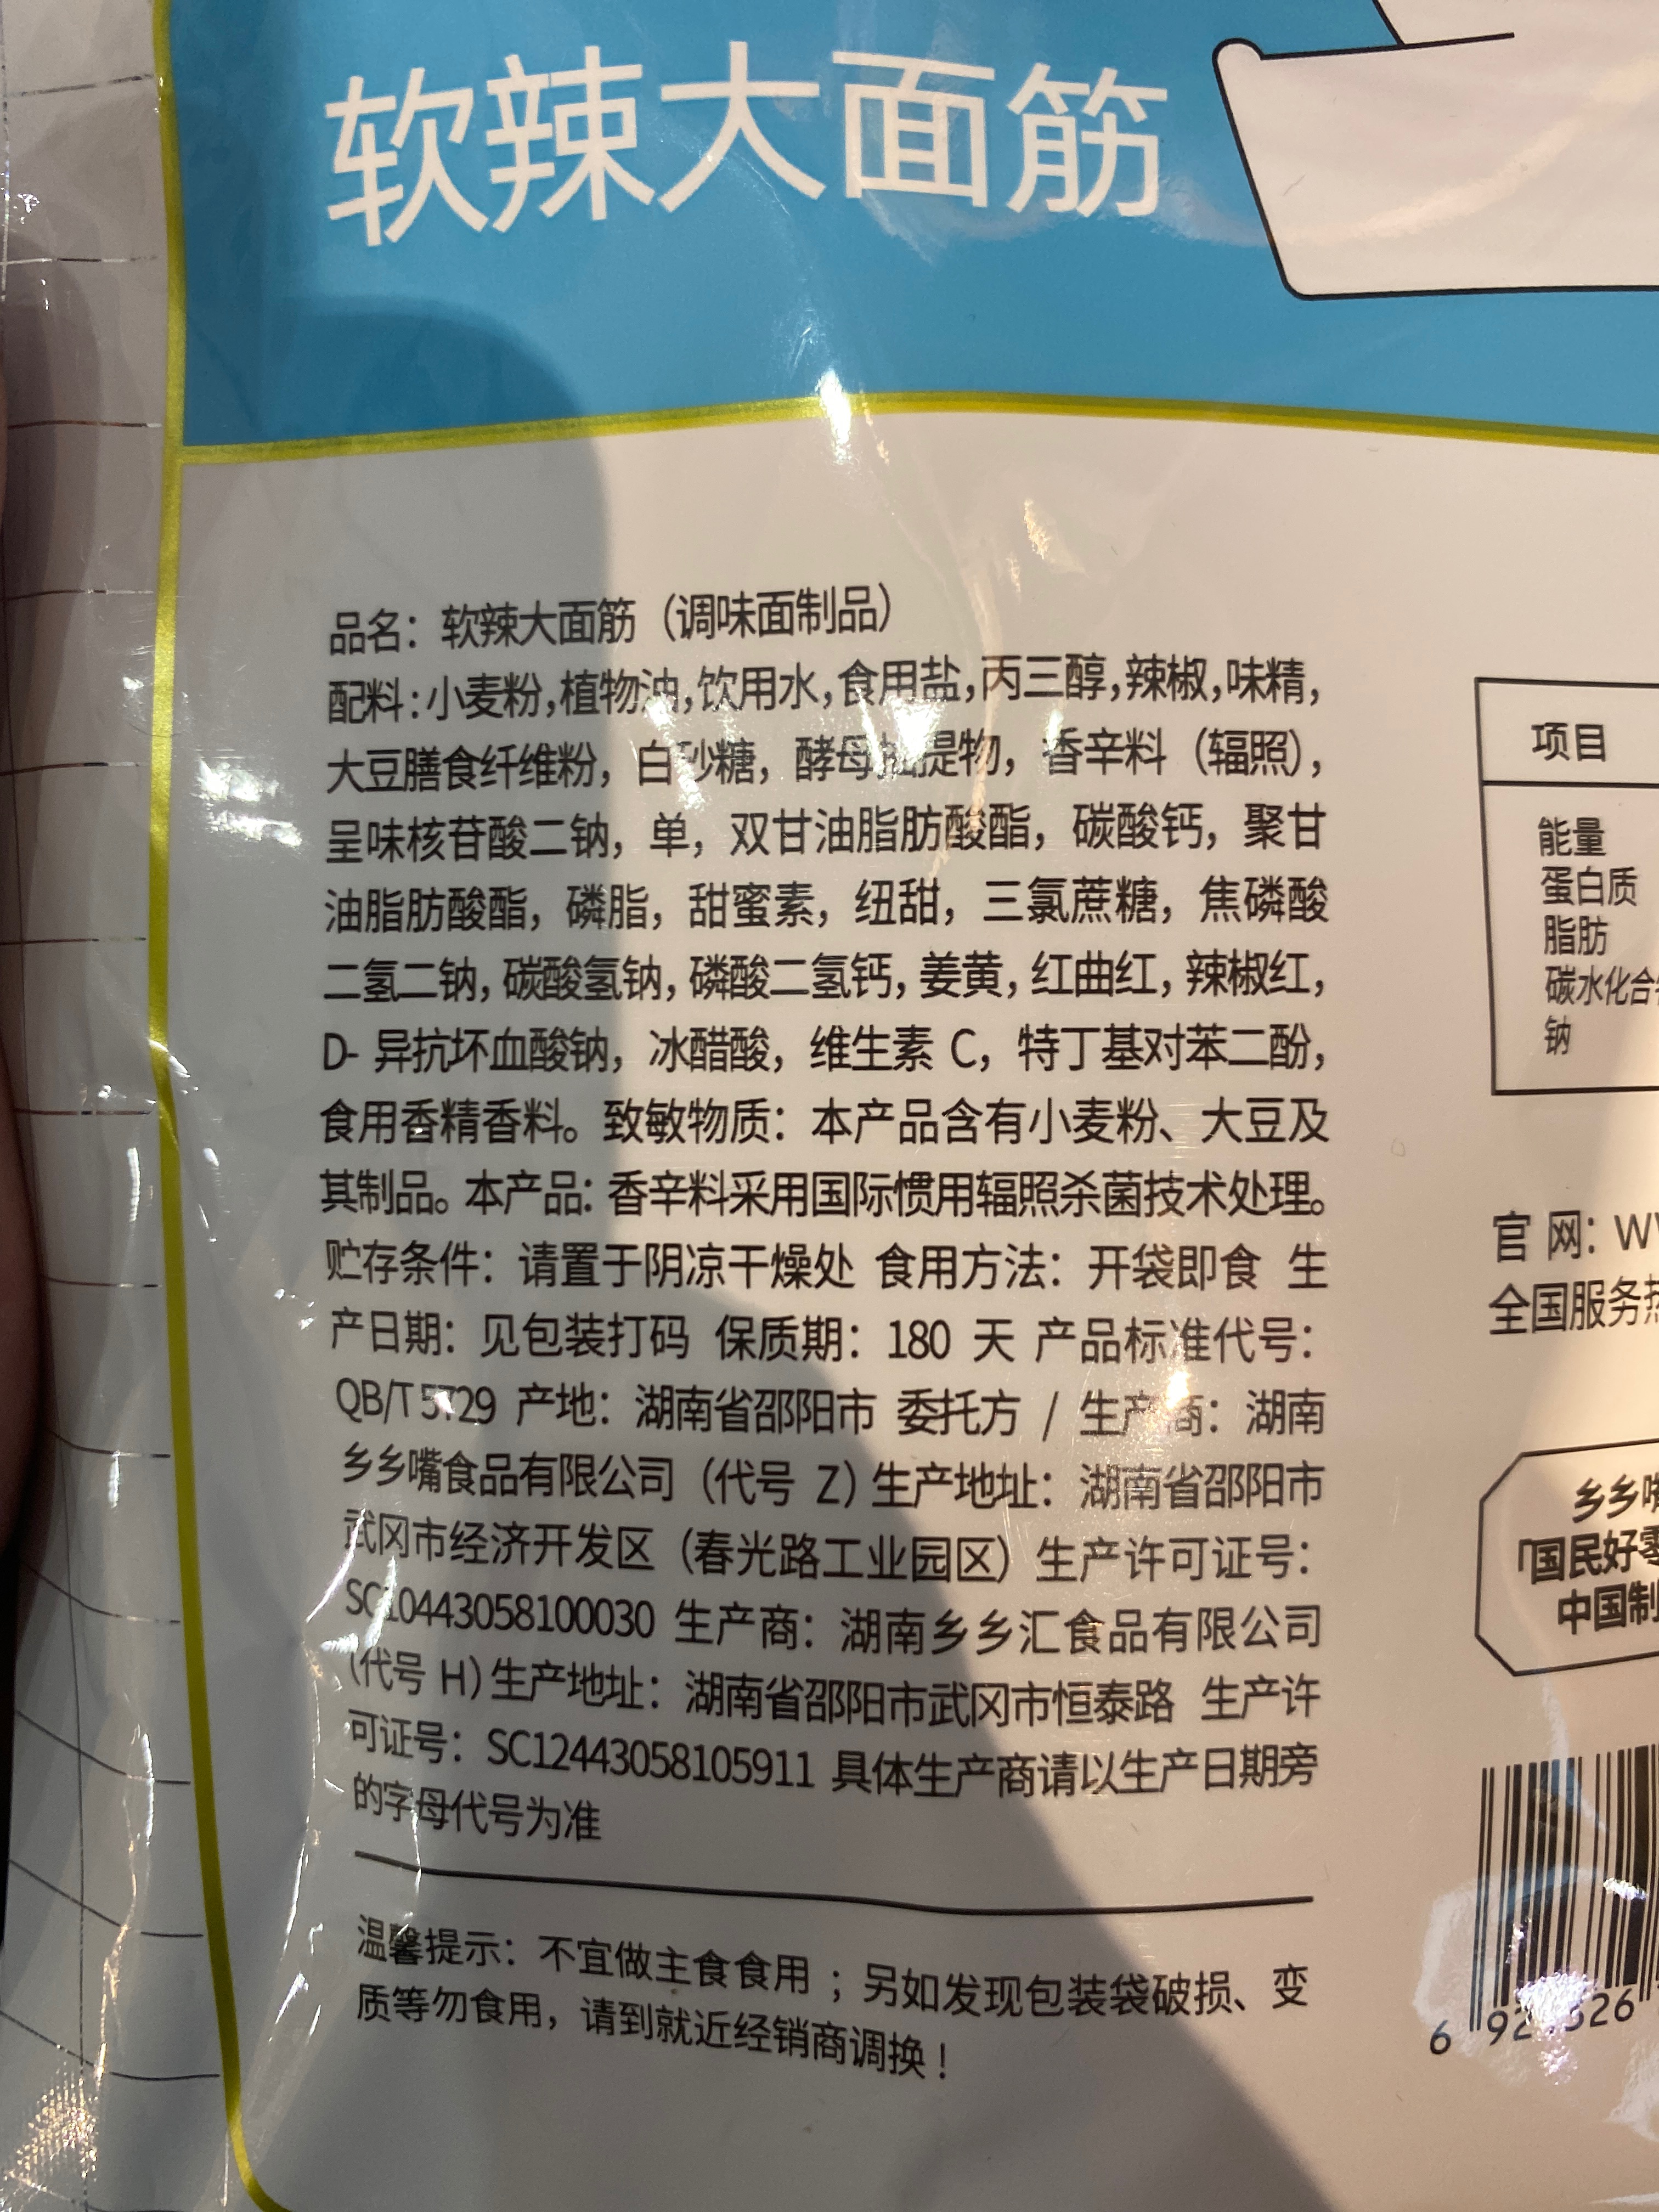 软辣大面筋
品名：软辣大面筋（调味面制品）
配料：小麦粉，植物油，饮用水，食用盐，丙三醇，辣椒，味精，
大豆膳食纤维粉，白砂糖，酵母抽提物，香辛料（辐照），
呈味核苷酸二钠，单，双甘油脂肪酸酯，碳酸钙，聚甘
油脂肪酸酯，磷脂，甜蜜素，纽甜，三氯蔗糖，焦磷酸
二氢二钠，碳酸氢钠，磷酸二氢钙，姜黄，红曲红，辣椒红，
D- 异抗坏血酸钠，冰醋酸，维生素 C，特丁基对苯二酚，
食用香精香料。致敏物质：本产品含有小麦粉、大豆及
其制品。本产品：香辛料采用国际惯用辐照杀菌技术处理。
贮存条件：请置于阴凉干燥处 食用方法：开袋即食 生
产日期：见包装打码 保质期：180 天 产品标准代号：
QB/T 5729 产地：湖南省邵阳市 委托方 / 生产商：湖南
乡乡嘴食品有限公司（代号 Z）生产地址：湖南省邵阳市
武冈市经济开发区（春光路工业园区）生产许可证号：
SC10443058100030 生产商：湖南乡乡汇食品有限公司
（代号 H）生产地址：湖南省邵阳市武冈市恒泰路 生产许
可证号：SC12443058105911 具体生产商请以生产日期旁
的字母代号为准
温馨提示：不宜做主食食用；另如发现包装袋破损、变
质等勿食用，请到就近经销商调换！
项目
能量
蛋白质
脂肪
碳水化合
钠
官 网：W
全国服务
乡乡
「国民好零
中国制
6